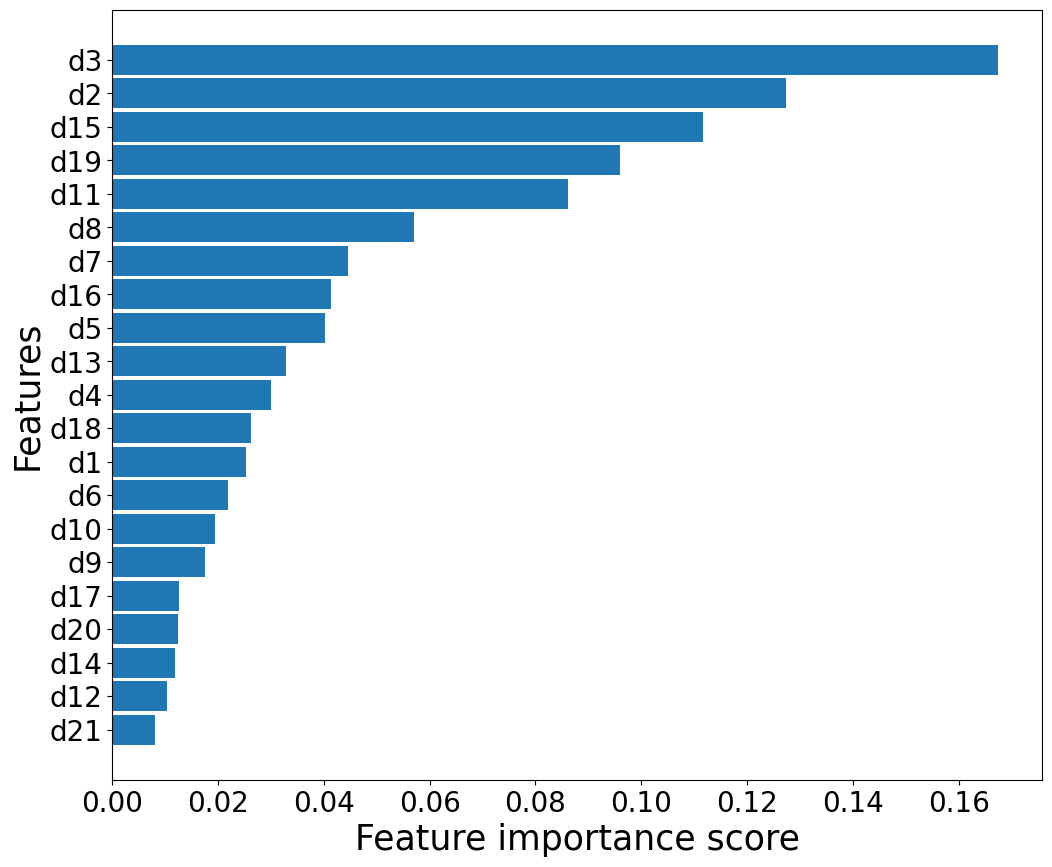 Features
d3
d2
d15
d19
d11
d8
d7
d16
d5
d13
d4
d18
d1
d6
d10
d9
d17
d20
d14
d12
d21
0.00 0.02 0.04 0.06 0.08 0.10 0.12 0.14 0.16
Feature importance score